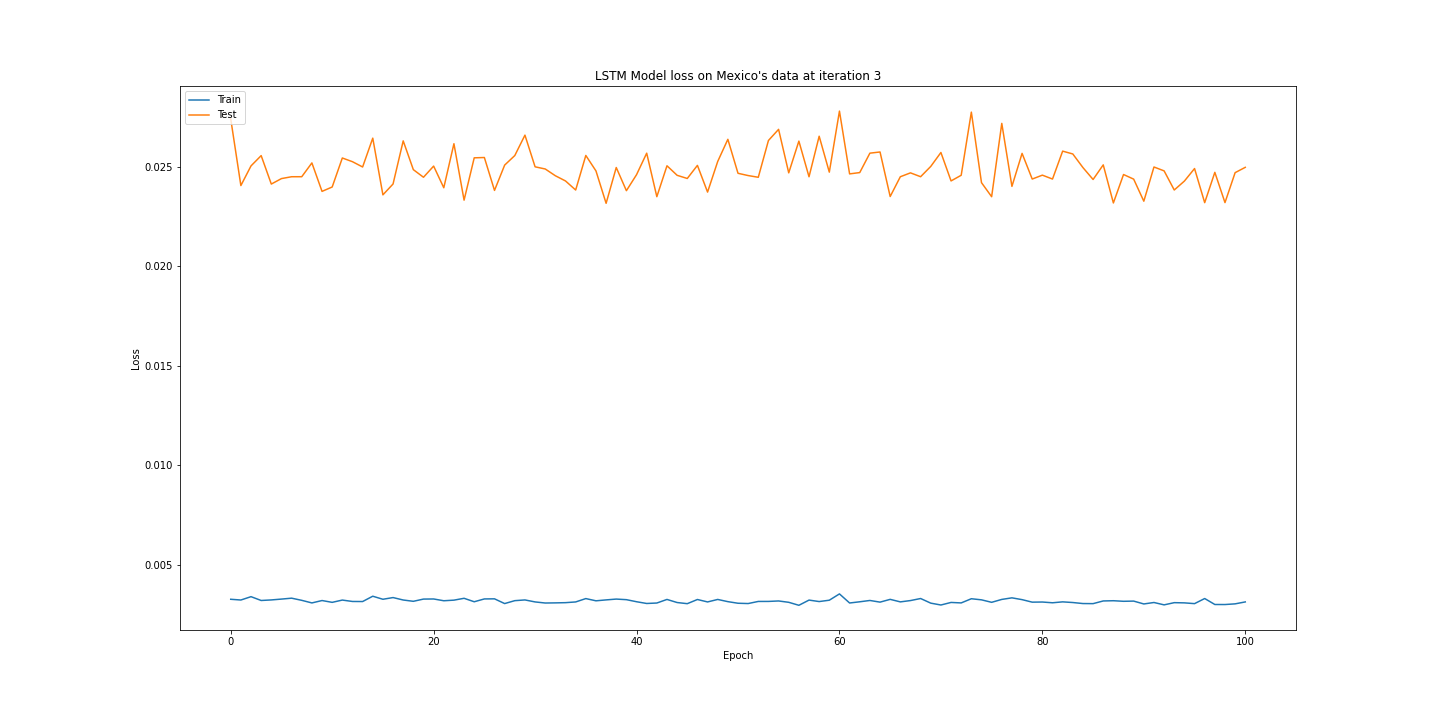 LSTM Model loss on Mexico's data at iteration 3
Train
Test
0.025
0.020
0.015
0.010
0.005
Loss
0 20 40 60 80 100
Epoch